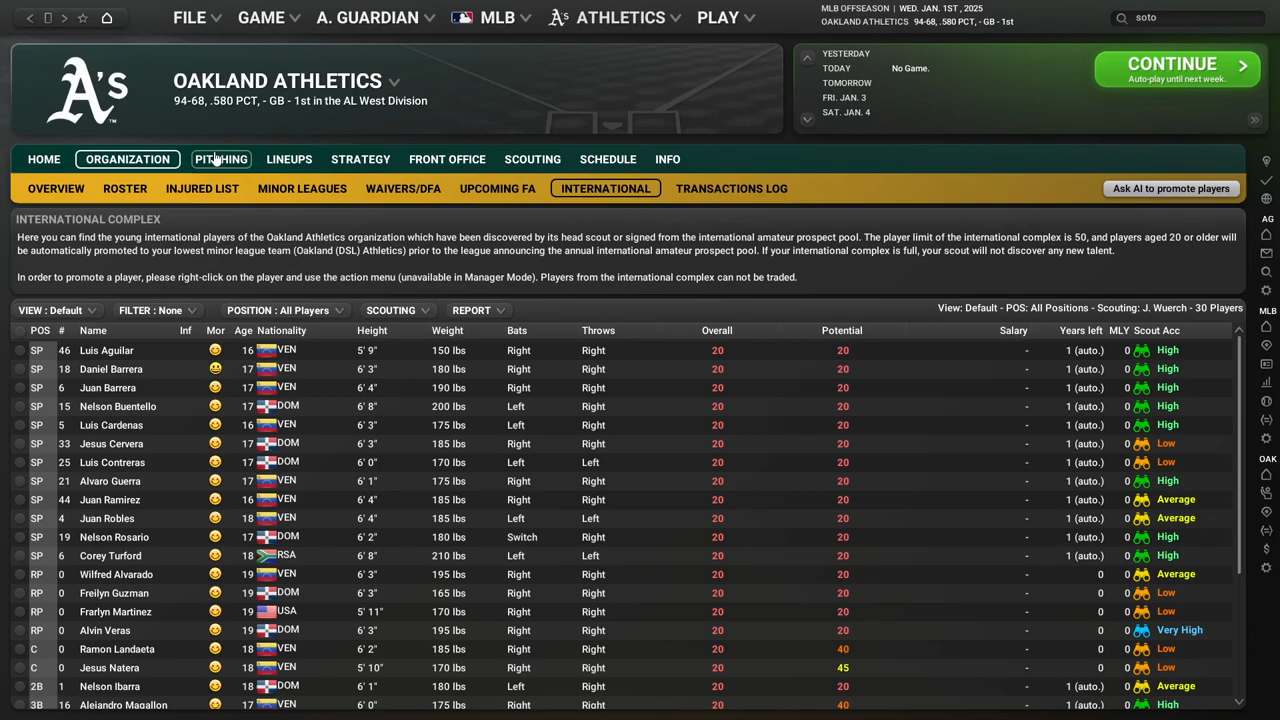 FILE GAME A. GUARDIAN MLB A's ATHLETICS PLAY
MLB OFFSEASON | WED. JAN. 1ST , 2025
OAKLAND ATHLETICS 94-68, .580 PCT, - GB - 1st
soto
A's
OAKLAND ATHLETICS
94-68, .580 PCT, - GB - 1st in the AL West Division
YESTERDAY
TODAY No Game.
TOMORROW
FRI. JAN. 3
SAT. JAN. 4
CONTINUE
Auto-play until next week.
HOME ORGANIZATION PITCHING LINEUPS STRATEGY FRONT OFFICE SCOUTING SCHEDULE INFO
OVERVIEW ROSTER INJURED LIST MINOR LEAGUES WAIVERS/DFA UPCOMING FA INTERNATIONAL TRANSACTIONS LOG Ask AI to promote players
INTERNATIONAL COMPLEX
Here you can find the young international players of the Oakland Athletics organization which have been discovered by its head scout or signed from the international amateur prospect pool. The player limit of the international complex is 50, and players aged 20 or older will
be automatically promoted to your lowest minor league team (Oakland (DSL) Athletics) prior to the league announcing the annual international amateur prospect pool. If your international complex is full, your scout will not discover any new talent.
In order to promote a player, please right-click on the player and use the action menu (unavailable in Manager Mode). Players from the international complex can not be traded.
VIEW : Default FILTER : None POSITION : All Players SCOUTING REPORT View: Default - POS: All Positions - Scouting: J. Wuerch - 30 Players
POS # Name Inf Mor Age Nationality Height Weight Bats Throws Overall Potential Salary Years left MLY Scout Acc
SP 46 Luis Aguilar 16 VEN 5' 9" 150 lbs Right Right 20 20 - 1 (auto.) 0 High
SP 18 Daniel Barrera 17 VEN 6' 3" 180 lbs Right Right 20 20 - 1 (auto.) 0 High
SP 6 Juan Barrera 17 VEN 6' 4" 190 lbs Right Right 20 20 - 1 (auto.) 0 High
SP 15 Nelson Buentello 17 DOM 6' 8" 200 lbs Left Right 20 20 - 1 (auto.) 0 High
SP 5 Luis Cardenas 16 VEN 6' 3" 175 lbs Left Right 20 20 - 1 (auto.) 0 High
SP 33 Jesus Cervera 17 DOM 6' 3" 185 lbs Right Right 20 20 - 1 (auto.) 0 Low
SP 25 Luis Contreras 17 DOM 6' 0" 170 lbs Left Left 20 20 - 1 (auto.) 0 Low
SP 21 Alvaro Guerra 17 VEN 6' 1" 175 lbs Right Right 20 20 - 1 (auto.) 0 High
SP 44 Juan Ramirez 16 VEN 6' 4" 185 lbs Right Right 20 20 - 1 (auto.) 0 Average
SP 4 Juan Robles 18 VEN 6' 4" 185 lbs Left Left 20 20 - 1 (auto.) 0 Average
SP 19 Nelson Rosario 17 DOM 6' 2" 180 lbs Switch Right 20 20 - 1 (auto.) 0 High
SP 6 Corey Turford 18 RSA 6' 8" 210 lbs Left Left 20 20 - 1 (auto.) 0 High
RP 0 Wilfred Alvarado 19 VEN 6' 3" 195 lbs Right Right 20 20 - 0 0 Average
RP 0 Freilyn Guzman 19 DOM 6' 3" 165 lbs Right Right 20 20 - 0 0 Low
RP 0 Frarlyn Martinez 19 USA 5' 11" 170 lbs Right Right 20 20 - 0 0 Low
RP 0 Alvin Veras 19 DOM 6' 3" 195 lbs Right Right 20 20 - 0 0 Very High
C 0 Ramon Landaeta 18 VEN 6' 2" 185 lbs Right Right 20 40 - 0 0 Low
C 0 Jesus Natera 18 VEN 5' 10" 170 lbs Right Right 20 45 - 0 0 Low
2B 1 Nelson Ibarra 18 DOM 6' 1" 180 lbs Left Right 20 20 - 1 (auto.) 0 Average
3B 16 Alejandro Magallon 17 VEN 6' 0" 175 lbs Right Right 20 40 - 1 (auto.) 0 High
AG
MLB
OAK